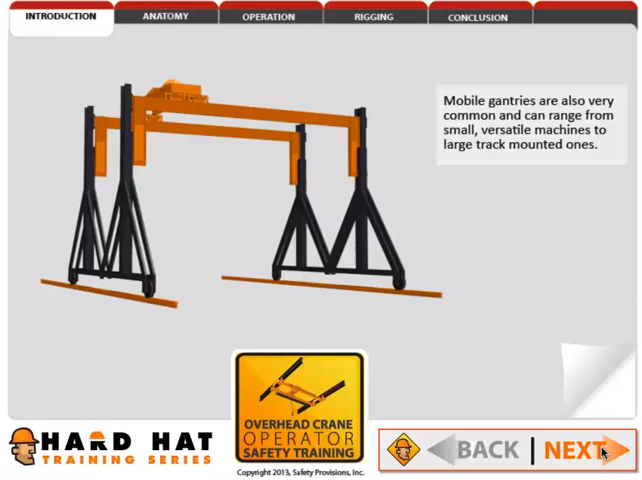 INTRODUCTION
ANATOMY
OPERATION
RIGGING
CONCLUSION
Mobile gantries are also very
common and can range from
small, versatile machines to
large track mounted ones.
HARD HAT
TRAINING SERIES
OVERHEAD CRANE
OPERATOR
SAFETY TRAINING
Copyright 2013, Safety Provisions, Inc.
BACK | NEXT